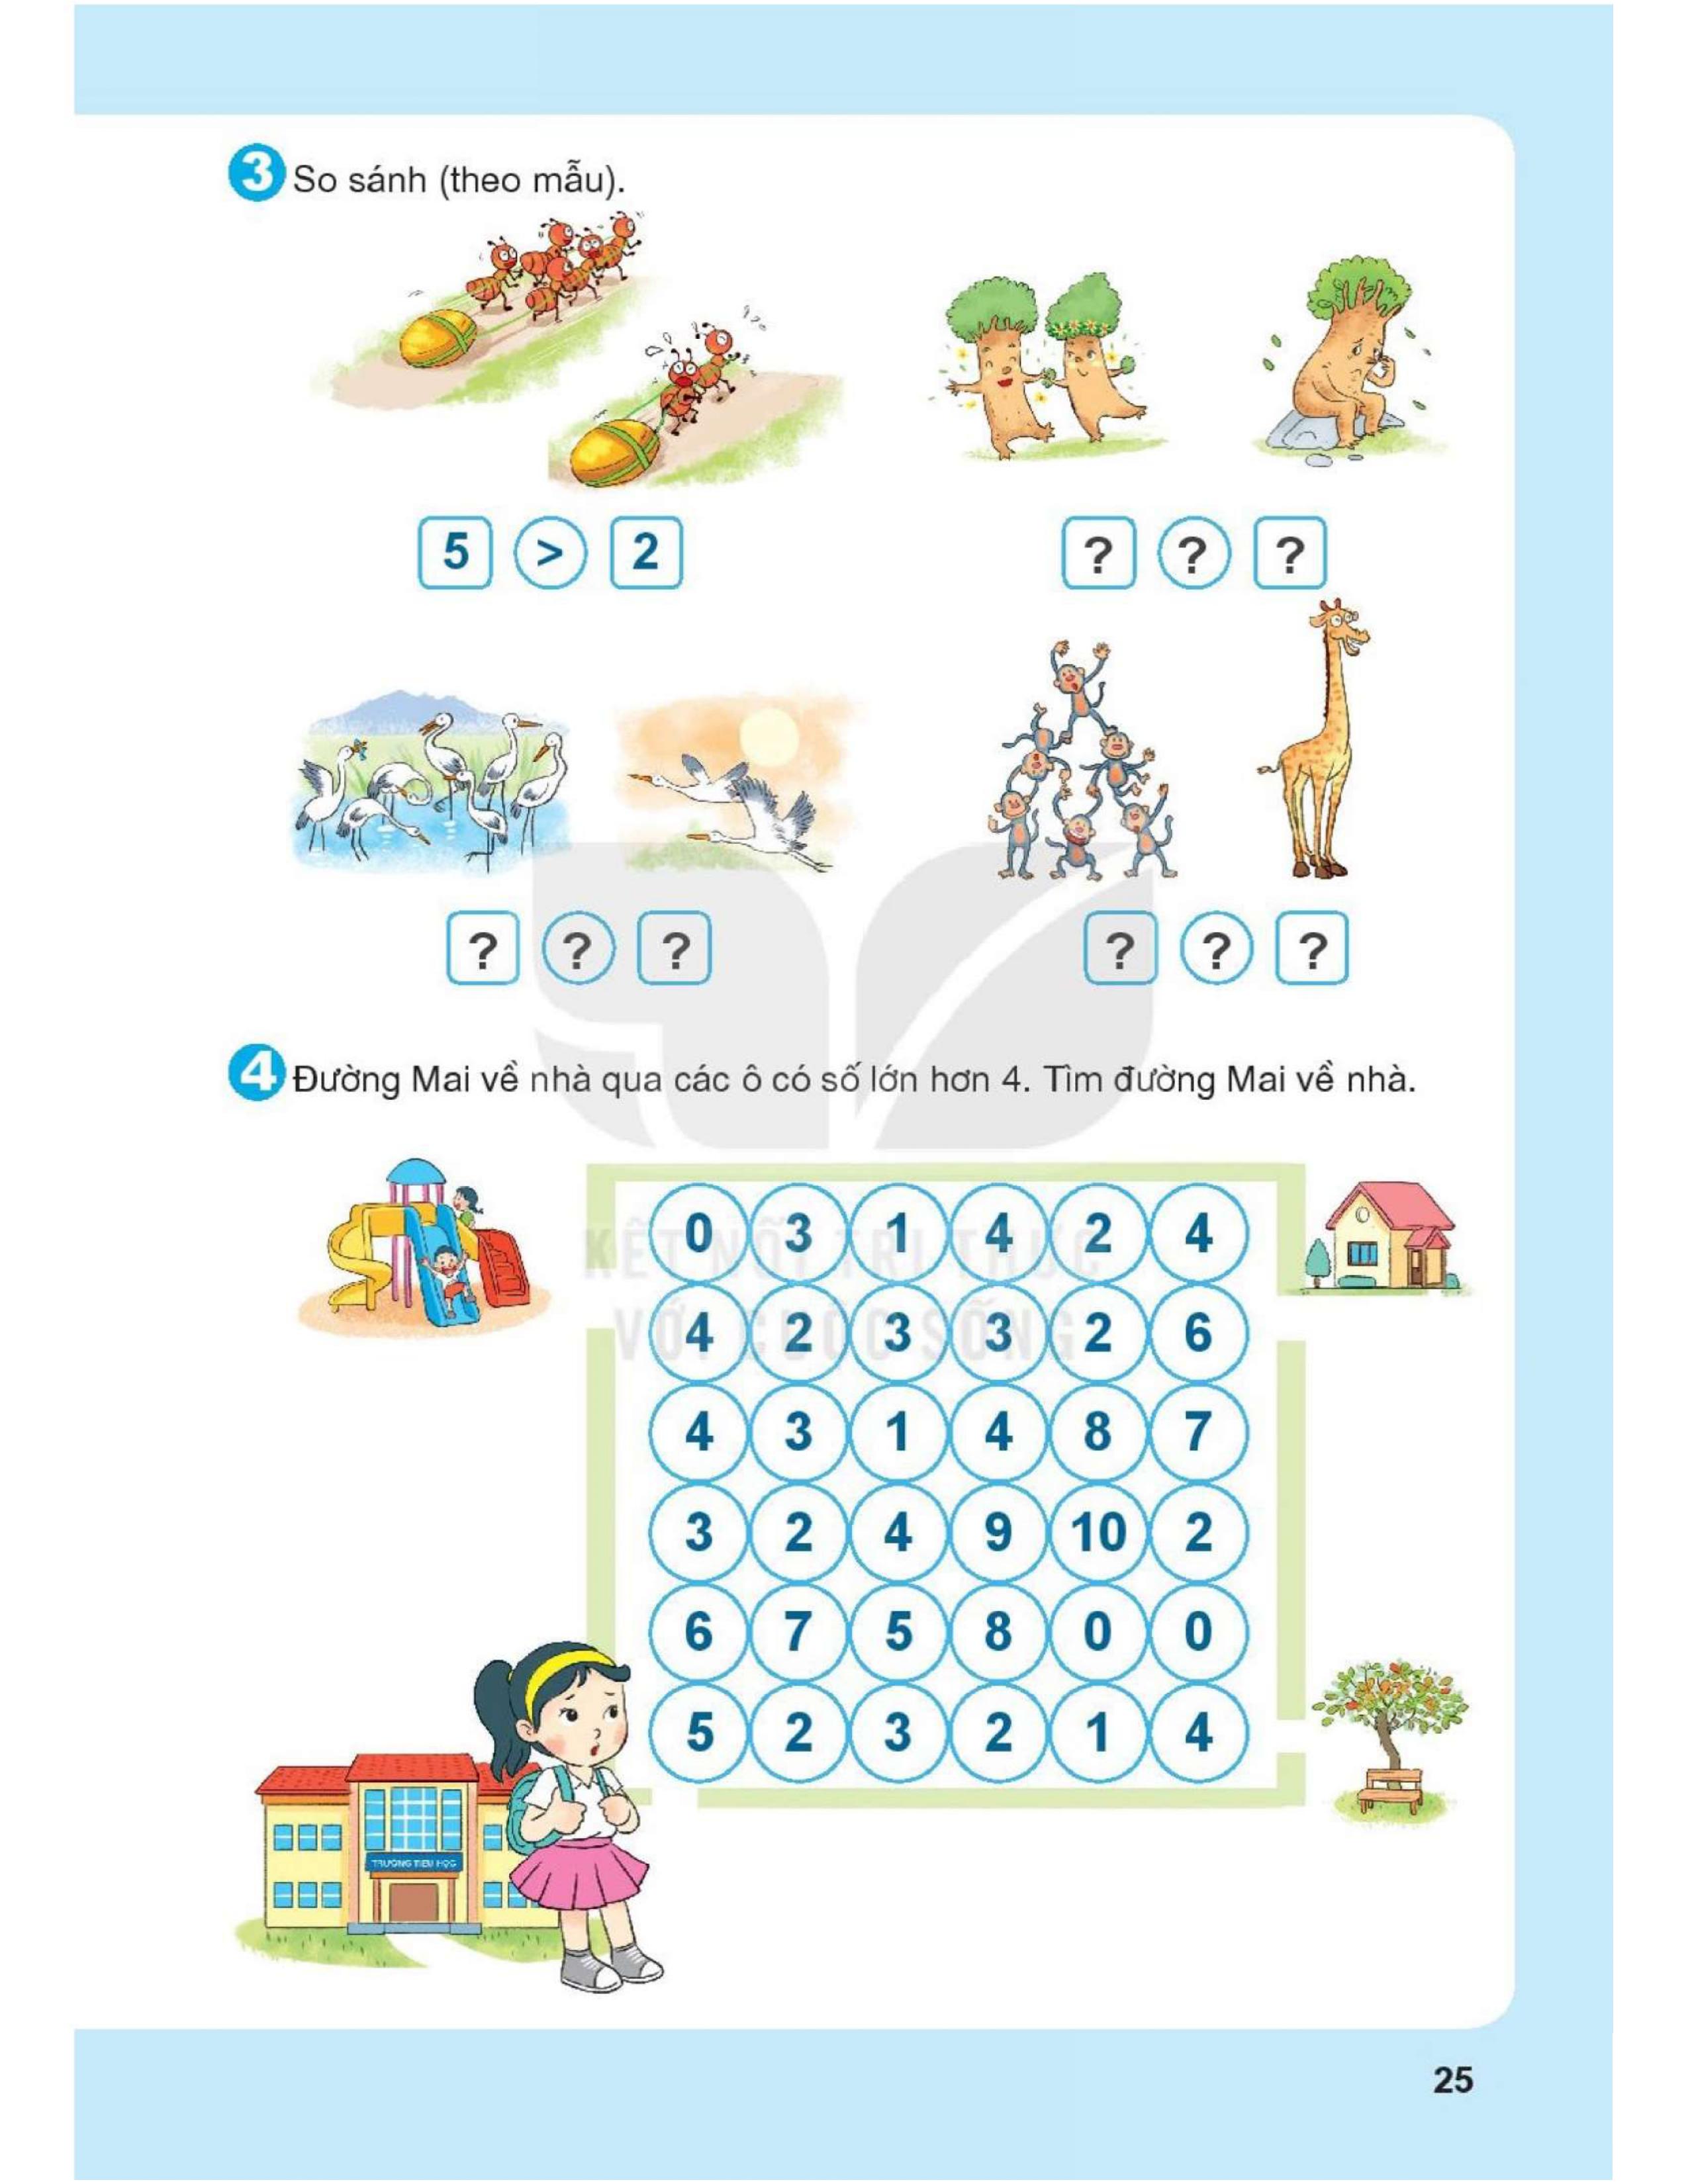 3 So sánh (theo mẫu).
5 > 2
? ? ?
? ? ?
? ? ?
4 Đường Mai về nhà qua các ô có số lớn hơn 4. Tìm đường Mai về nhà.
KẾT NỐI TRI THỨC
VỚI CUỘC SỐNG
0 3 1 4 2 4
4 2 3 3 2 6
4 3 1 4 8 7
3 2 4 9 10 2
6 7 5 8 0 0
5 2 3 2 1 4
TRƯỜNG TIỂU HỌC
25